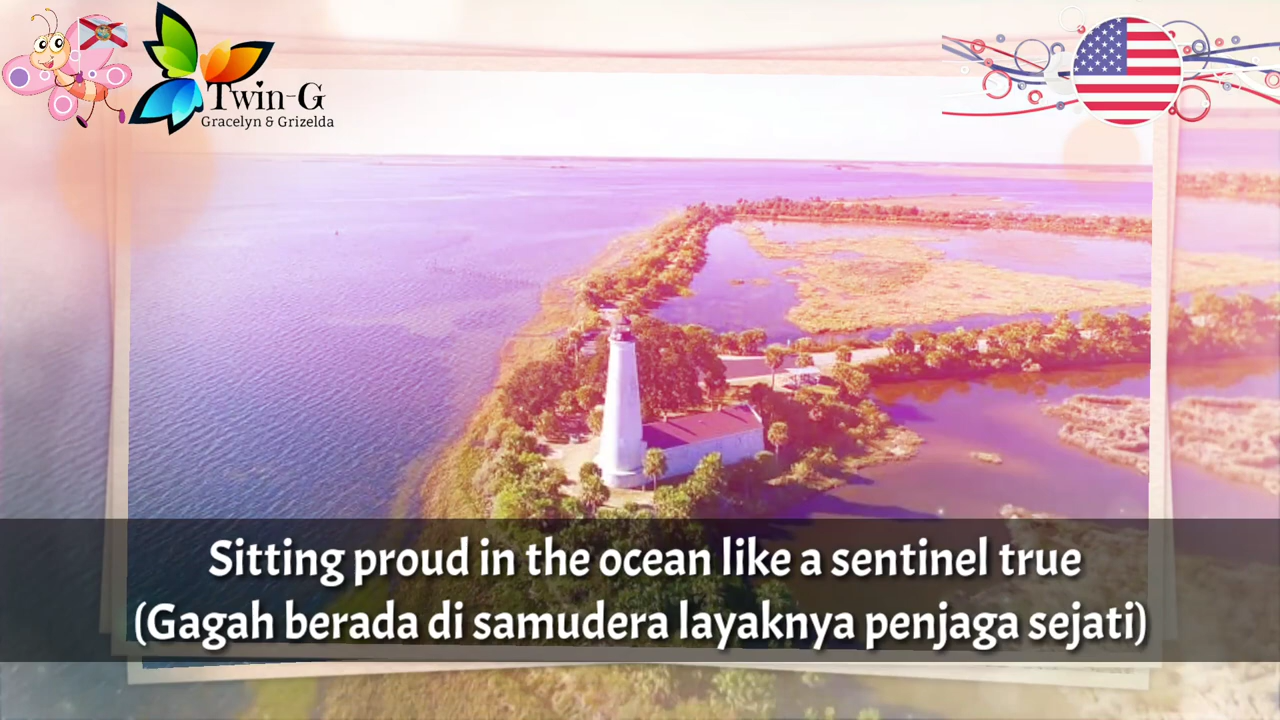 Twin-G
Gracelyn & Grizelda
Sitting proud in the ocean like a sentinel true
(Gagah berada di samudera layaknya penjaga sejati)